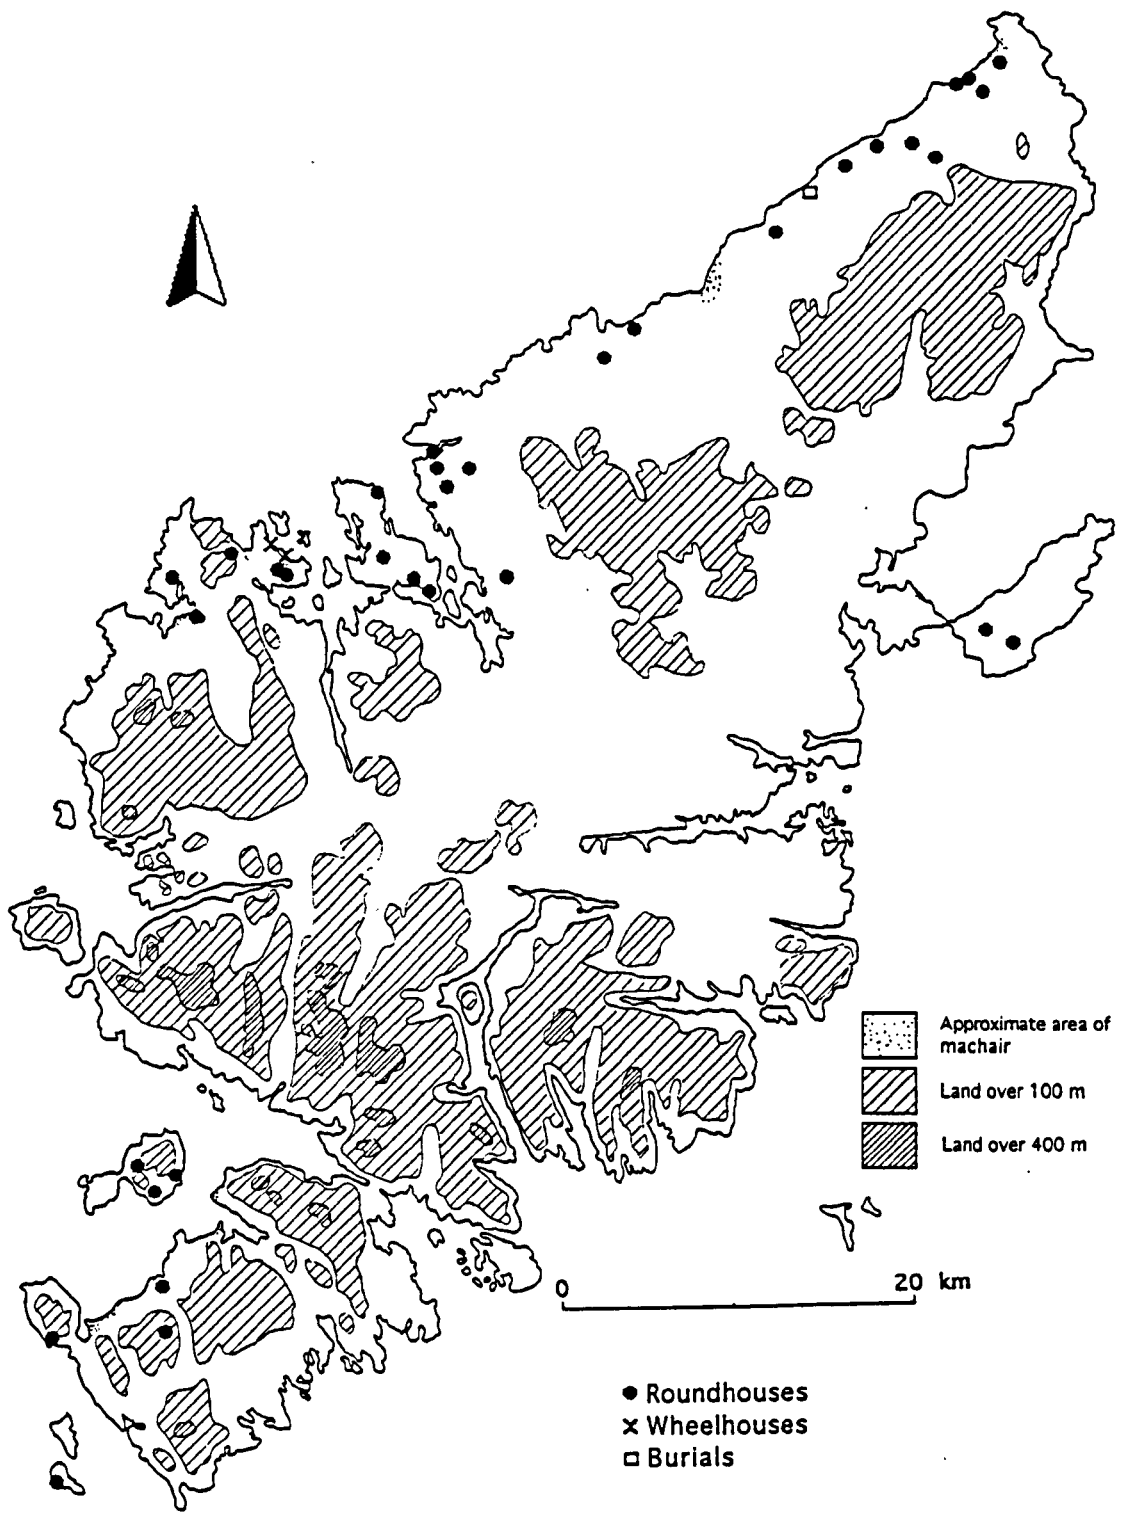 Approximate area of
machair
Land over 100 m
Land over 400 m
0 20 km
Roundhouses
Wheelhouses
Burials